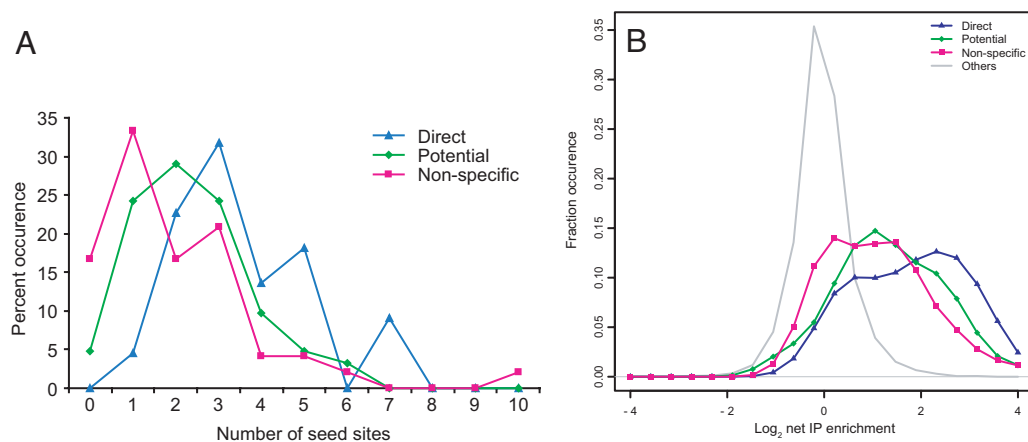 A
Percent occurrence
35
30
25
20
15
10
5
0
0 1 2 3 4 5 6 7 8 9 10
Number of seed sites
Direct
Potential
Non-specific
B
Fraction occurence
0.35
0.30
0.25
0.20
0.15
0.10
0.05
0.00
- 4 - 2 0 2 4
Log2 net IP enrichment
Direct
Potential
Non-specific
Others